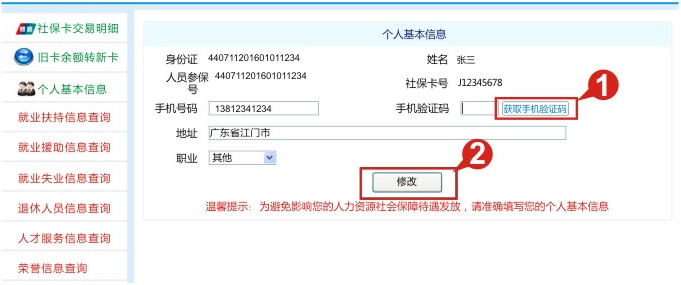 社保卡交易明细
旧卡余额转新卡
个人基本信息
就业扶持信息查询
就业援助信息查询
就业失业信息查询
退休人员信息查询
人才服务信息查询
荣誉信息查询
个人基本信息
身份证 440711201601011234 姓名 张三
人员参保号 440711201601011234 社保卡号 J12345678
手机号码 13812341234 手机验证码 获取手机验证码 1
地址 广东省江门市
职业 其他
修改 2
温馨提示：为避免影响您的人力资源社会保障待遇发放，请准确填写您的个人基本信息